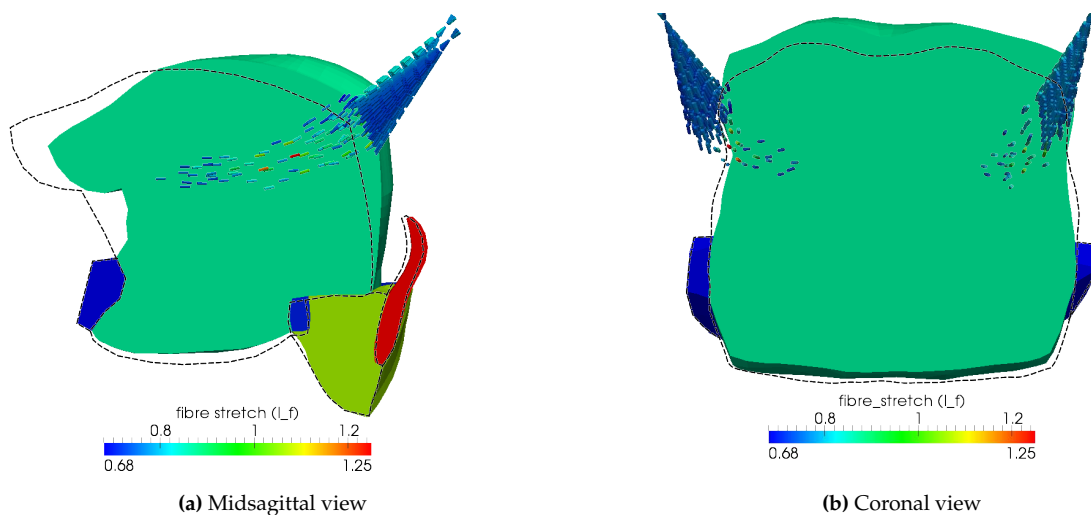 fibre stretch (l_f)
0.8 1 1.2
0.68 1.25
(a) Midsagittal view
fibre_stretch (l_f)
0.8 1 1.2
0.68 1.25
(b) Coronal view